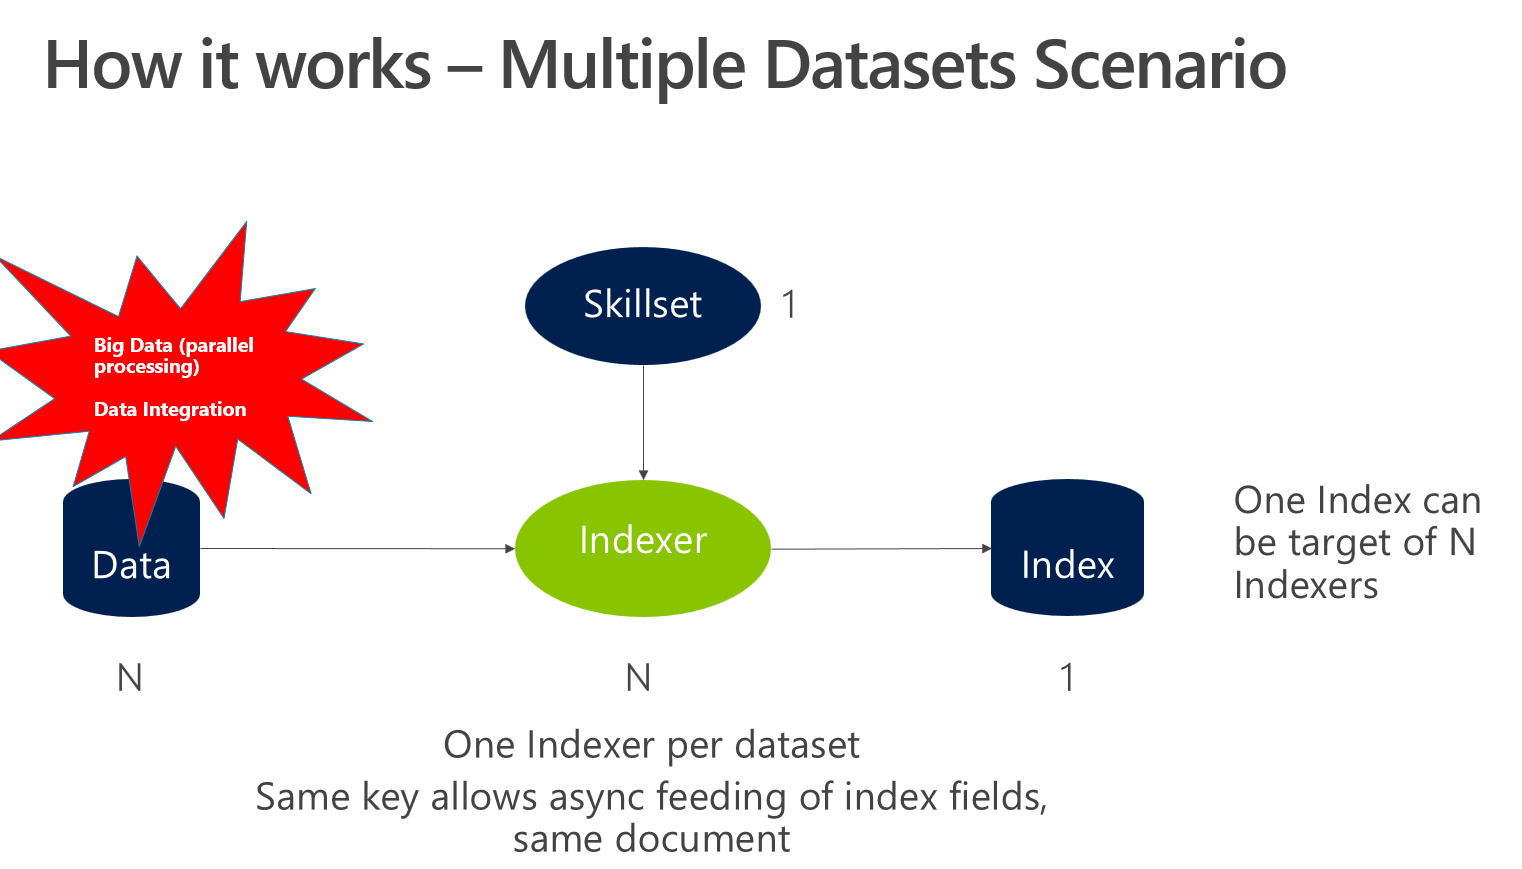 How it works – Multiple Datasets Scenario
Big Data (parallel
processing)
Data Integration
Skillset
1
Data
Indexer
Index
One Index can
be target of N
Indexers
N
N
1
One Indexer per dataset
Same key allows async feeding of index fields,
same document